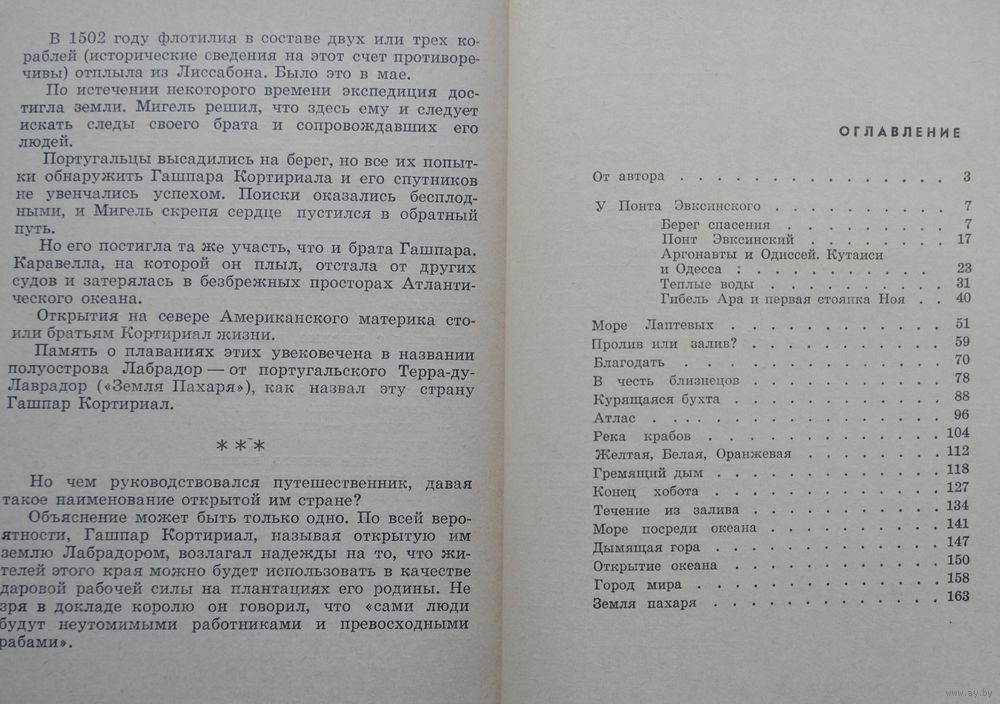 В 1502 году флотилия в составе двух или трех ко-
раблей (исторические сведения на этот счет противоре-
чивы) отплыла из Лиссабона. Было это в мае.
По истечении некоторого времени экспедиция дос-
тигла земли. Мигель решил, что здесь ему и следует
искать следы своего брата и сопровождавших его
людей.
Португальцы высадились на берег, но все их попыт-
ки обнаружить Гашпара Кортириала и его спутников
не увенчались успехом. Поиски оказались бесплод-
ными, и Мигель скрепя сердце пустился в обратный
путь.
Но его постигла та же участь, что и брата Гашпара.
Каравелла, на которой он плыл, отстала от других
судов и затерялась в безбрежных просторах Атланти-
ческого океана.
Открытия на севере Американского материка сто-
или братьям Кортириал жизни.
Память о плаваниях этих увековечена в названии
полуострова Лабрадор — от португальского Терра-ду-
Лаврадор («Земля Пахаря»), как назвал эту страну
Гашпар Кортириал.
***
Но чем руководствовался путешественник, давая
такое наименование открытой им стране?
Объяснение может быть только одно. По всей веро-
ятности, Гашпар Кортириал, называя открытую им
землю Лабрадором, возлагал надежды на то, что жи-
телей этого края можно будет использовать в качестве
даровой рабочей силы на плантациях его родины. Не
зря в докладе королю он говорил, что «сами люди
будут неутомимыми работниками и превосходными
рабами».
ОГЛАВЛЕНИЕ
От автора . . . . . . . . . . . . . . . 3
У Понта Эвксинского . . . . . . . . . . 7
Берег спасения . . . . . . . . 7
Понт Эвксинский . . . . . . . 17
Аргонавты и Одиссей. Кутаиси
и Одесса : . . . . . . . . . . 23
Теплые воды . . . . . . . . . 31
Гибель Ара и первая стоянка Ноя . . 40
Море Лаптевых . . . . . . . . . . . . 51
Пролив или залив? . . . . . . . . . . . 59
Благодать . . . . . . . . . . . . . . 70
В честь близнецов . . . . . . . . . . . 78
Курящаяся бухта . . . . . . . . . . . . 88
Атлас . . . . . . . . . . . . . . . . 96
Река крабов . . . . . . . . . . . . . 104
Желтая, Белая, Оранжевая . . . . . . . . 112
Гремящий дым . . . . . . . . . . . . . 118
Конец хобота . . . . . . . . . . . . . 127
Течение из залива . . . . . . . . . . . 134
Море посреди океана . . . . . . . . . . 141
Дымящая гора . . . . . . . . . . . . . 147
Открытие океана . . . . . . . . . . . . 150
Город мира . . . . . . . . . . . . . . 158
Земля пахаря . . . . . . . . . . . . . 163
www.ay.by